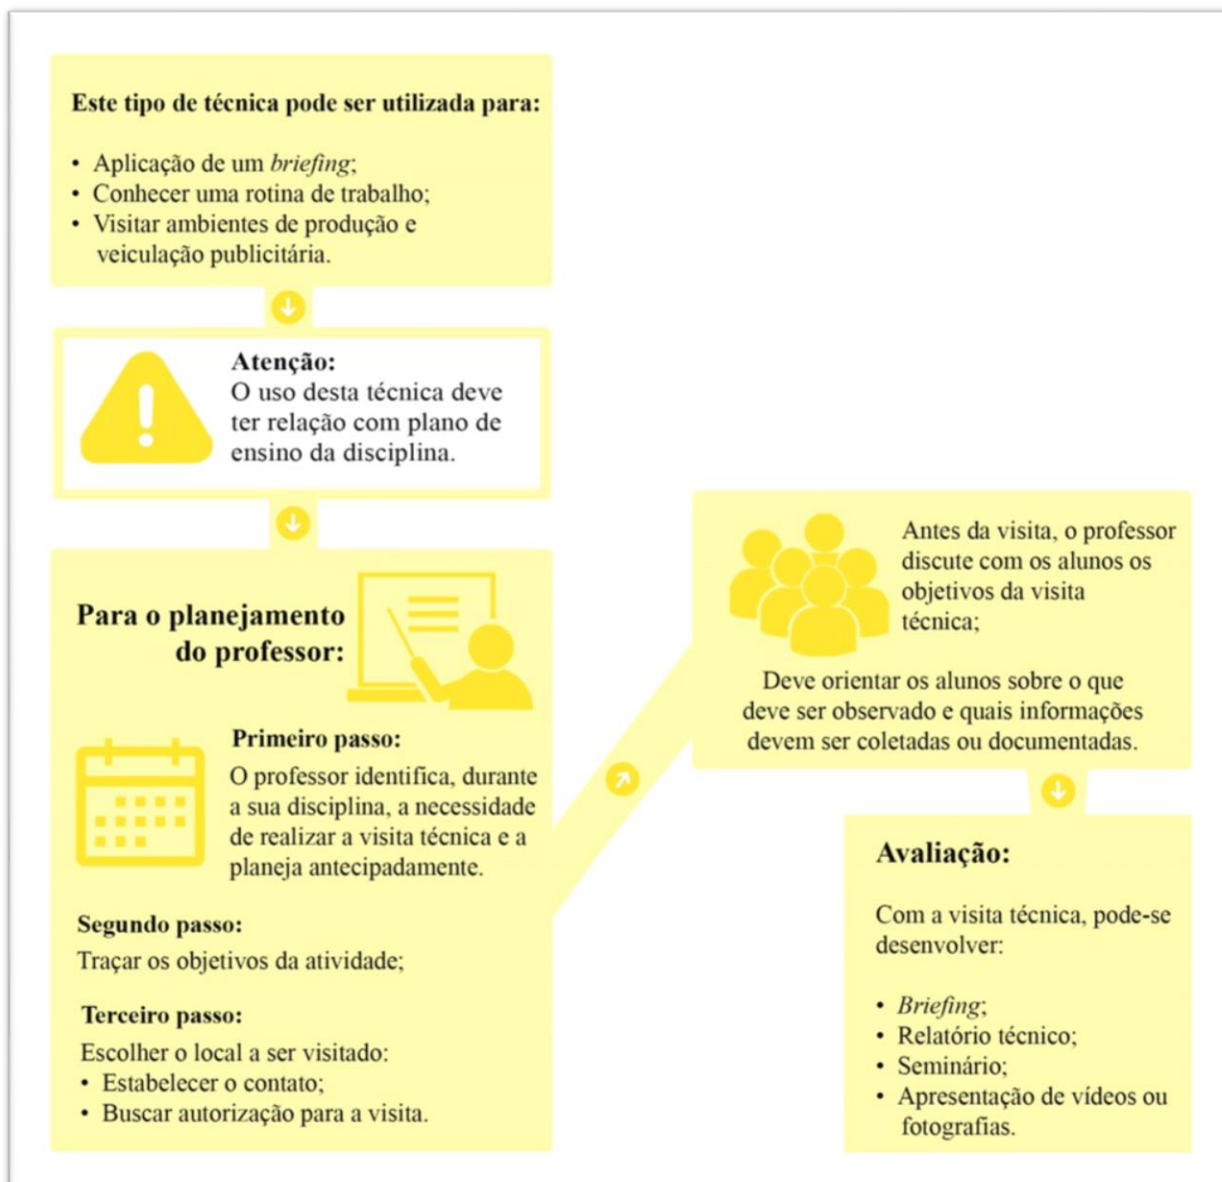 Este tipo de técnica pode ser utilizada para:
• Aplicação de um briefing;
• Conhecer uma rotina de trabalho;
• Visitar ambientes de produção e
veiculação publicitária.
Atenção:
O uso desta técnica deve
ter relação com plano de
ensino da disciplina.
Para o planejamento
do professor:
Primeiro passo:
O professor identifica, durante
a sua disciplina, a necessidade
de realizar a visita técnica e a
planeja antecipadamente.
Segundo passo:
Traçar os objetivos da atividade;
Terceiro passo:
Escolher o local a ser visitado:
• Estabelecer o contato;
• Buscar autorização para a visita.
Antes da visita, o professor
discute com os alunos os
objetivos da visita
técnica;
Deve orientar os alunos sobre o que
deve ser observado e quais informações
devem ser coletadas ou documentadas.
Avaliação:
Com a visita técnica, pode-se
desenvolver:
• Briefing;
• Relatório técnico;
• Seminário;
• Apresentação de vídeos ou
fotografias.